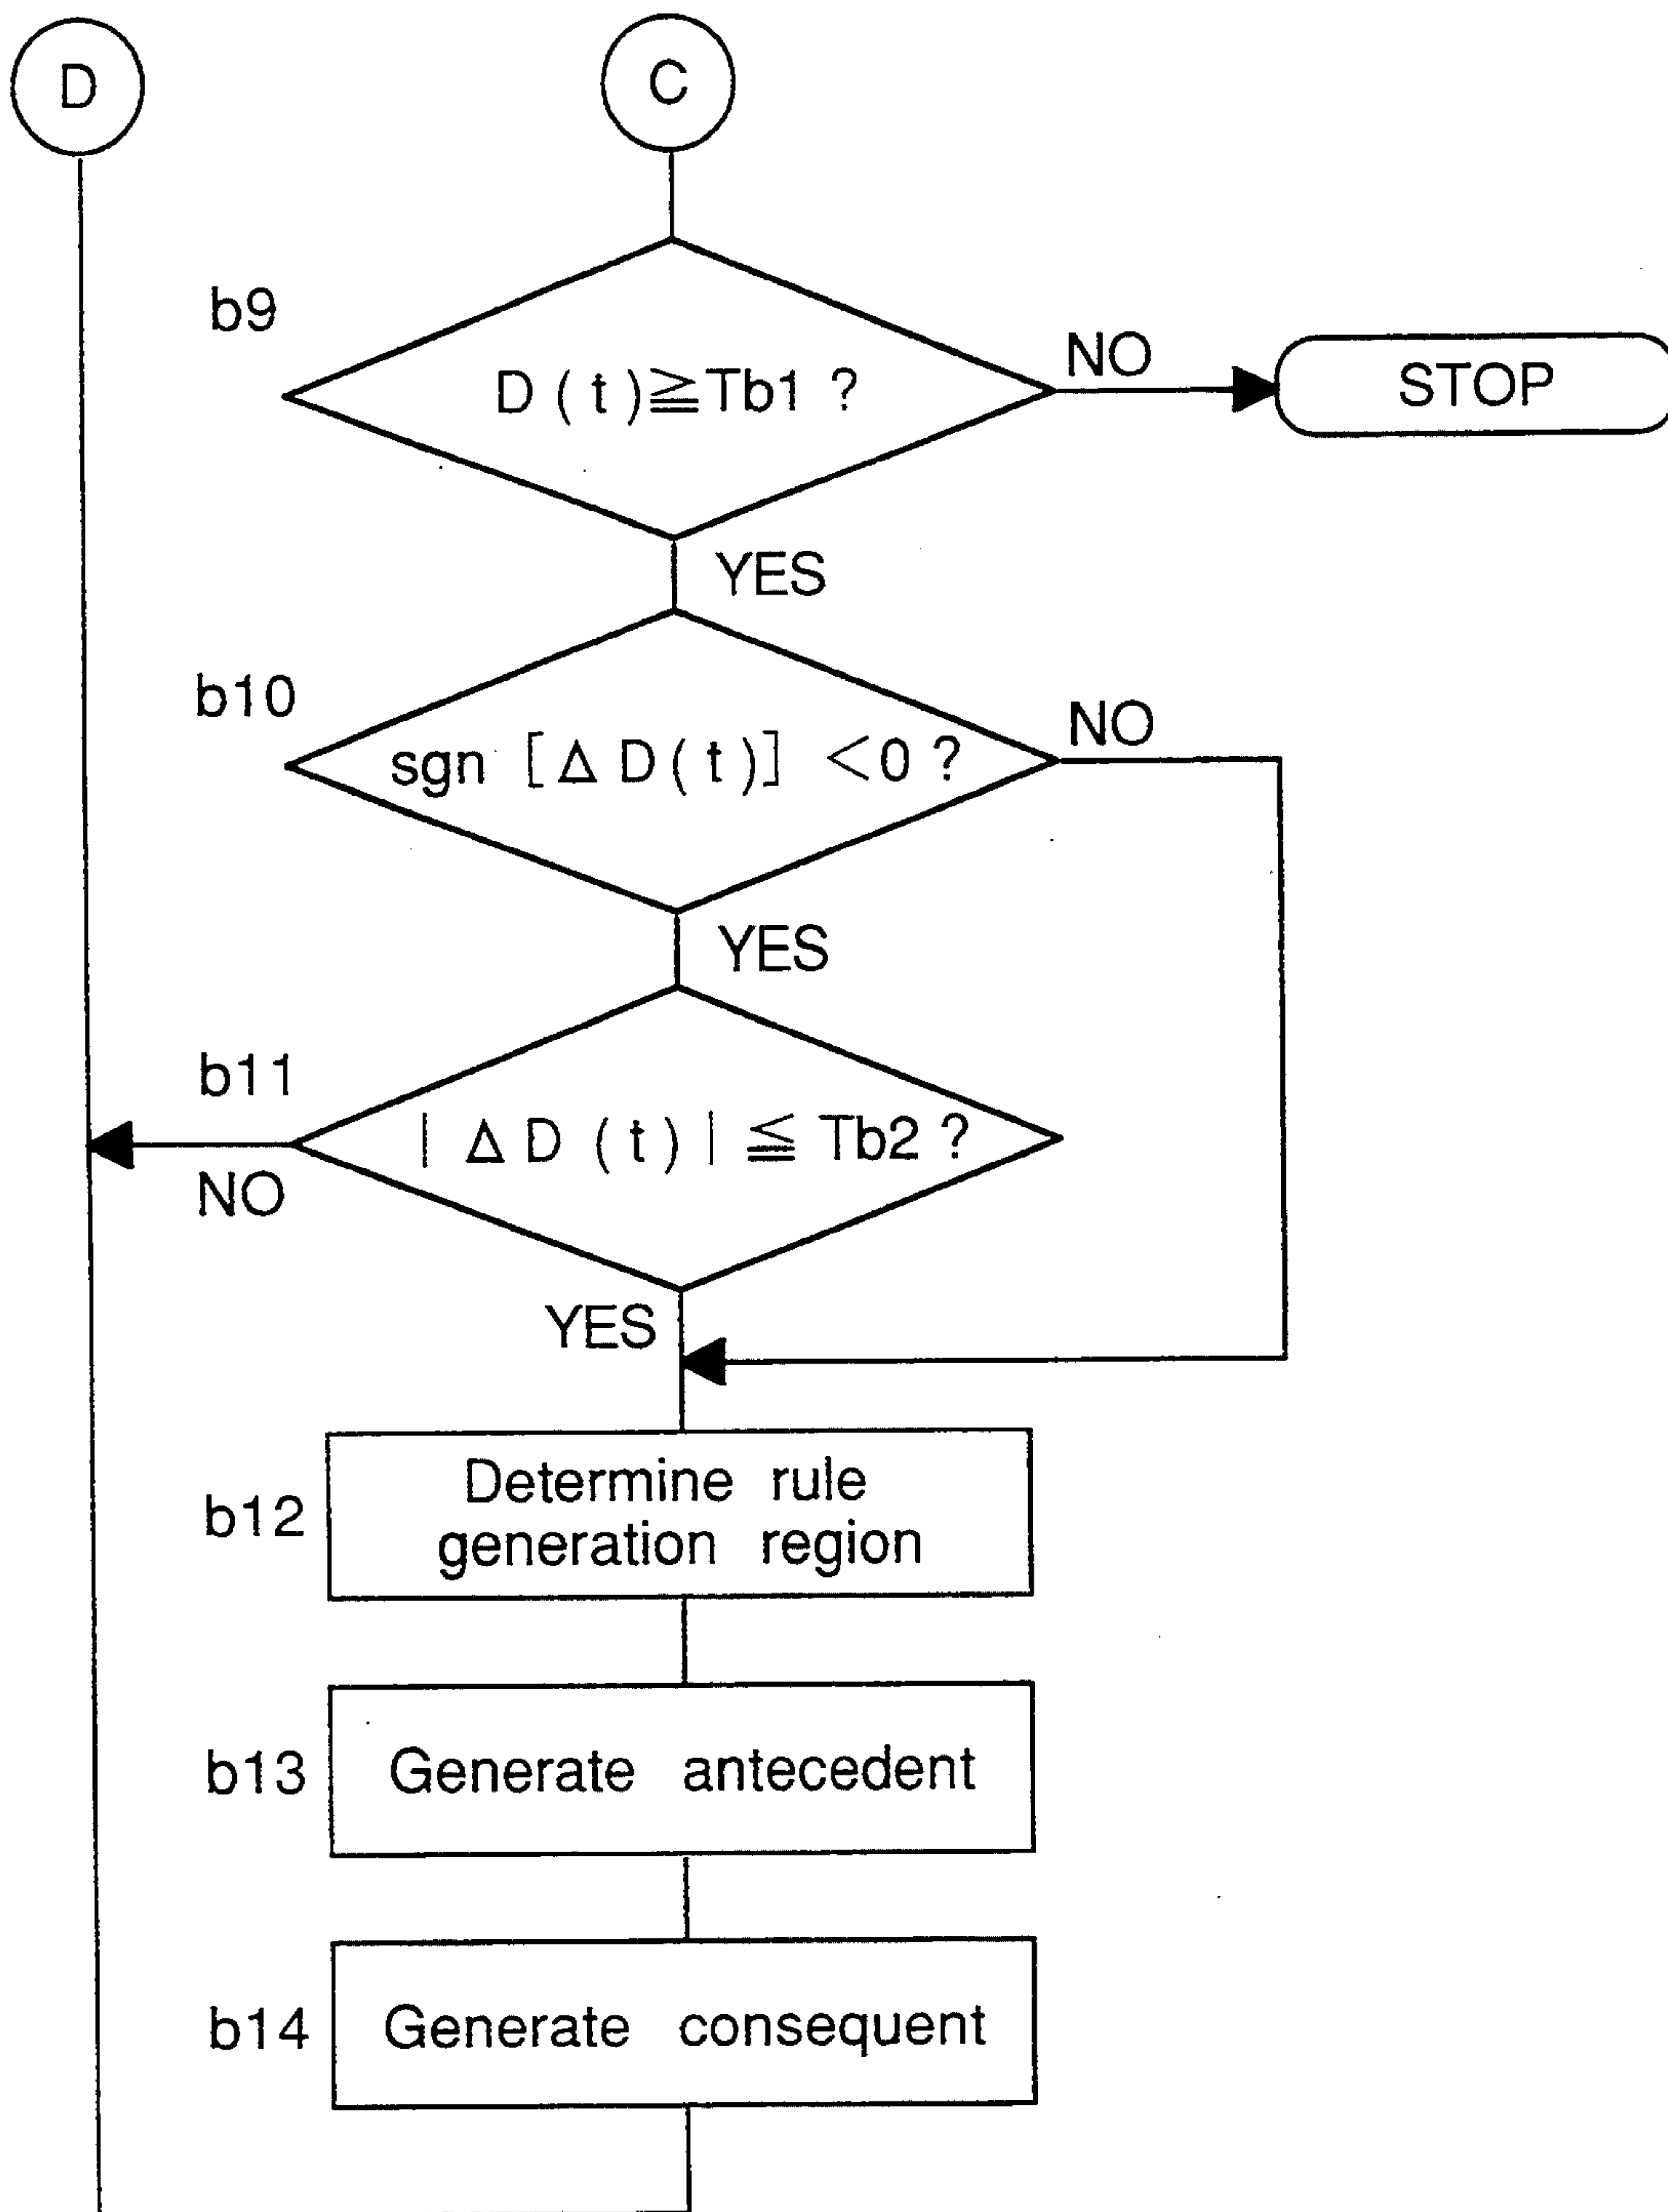 D
C
b9
D(t)≧Tb1 ?
NO
STOP
YES
b10
sgn [Δ D(t)] <0 ?
NO
YES
b11
| Δ D (t) | ≦ Tb2 ?
NO
YES
b12
Determine rule
generation region
b13
Generate antecedent
b14
Generate consequent